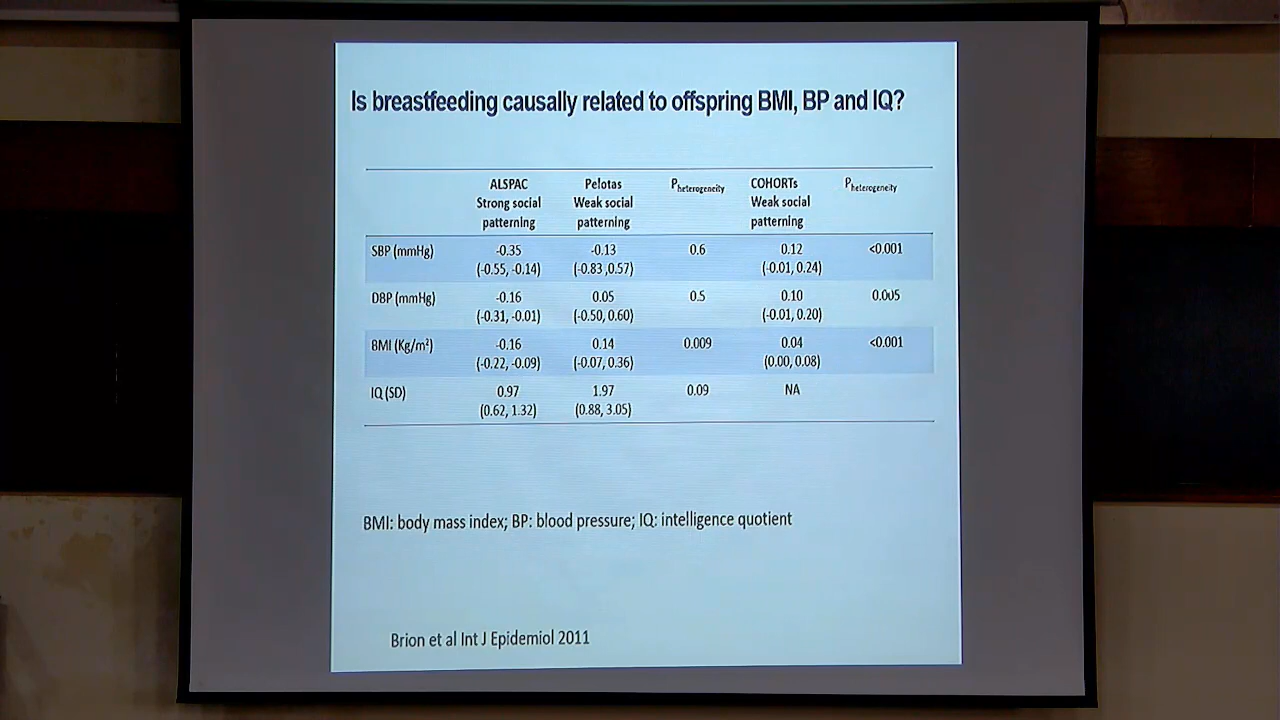 Is breastfeeding causally related to offspring BMI, BP and IQ?
ALSPAC Pelotas Pheterogeneity COHORTs Pheterogeneity
Strong social Weak social Weak social
patterning patterning patterning
SBP (mmHg) -0.35 -0.13 0.6 0.12 <0.001
(-0.55, -0.14) (-0.83 ,0.57) (-0.01, 0.24)
DBP (mmHg) -0.16 0.05 0.5 0.10 0.005
(-0.31, -0.01) (-0.50, 0.60) (-0.01, 0.20)
BMI (Kg/m²) -0.16 0.14 0.009 0.04 <0.001
(-0.22, -0.09) (-0.07, 0.36) (0.00, 0.08)
IQ (SD) 0.97 1.97 0.09 NA
(0.62, 1.32) (0.88, 3.05)
BMI: body mass index; BP: blood pressure; IQ: intelligence quotient
Brion et al Int J Epidemiol 2011